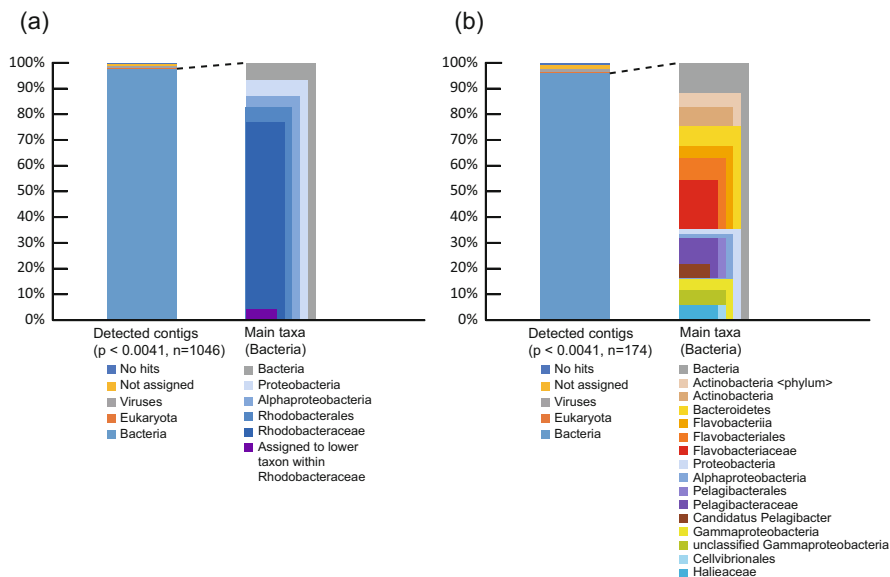 (a)
100%
90%
80%
70%
60%
50%
40%
30%
20%
10%
0%
Detected contigs
(p < 0.0041, n=1046)
No hits
Not assigned
Viruses
Eukaryota
Bacteria
Main taxa
(Bacteria)
Bacteria
Proteobacteria
Alphaproteobacteria
Rhodobacterales
Rhodobacteraceae
Assigned to lower
taxon within
Rhodobacteraceae
(b)
100%
90%
80%
70%
60%
50%
40%
30%
20%
10%
0%
Detected contigs
(p < 0.0041, n=174)
No hits
Not assigned
Viruses
Eukaryota
Bacteria
Main taxa
(Bacteria)
Bacteria
Actinobacteria <phylum>
Actinobacteria
Bacteroidetes
Flavobacteriia
Flavobacteriales
Flavobacteriaceae
Proteobacteria
Alphaproteobacteria
Pelagibacterales
Pelagibacteraceae
Candidatus Pelagibacter
Gammaproteobacteria
unclassified Gammaproteobacteria
Cellvibrionales
Halieaceae